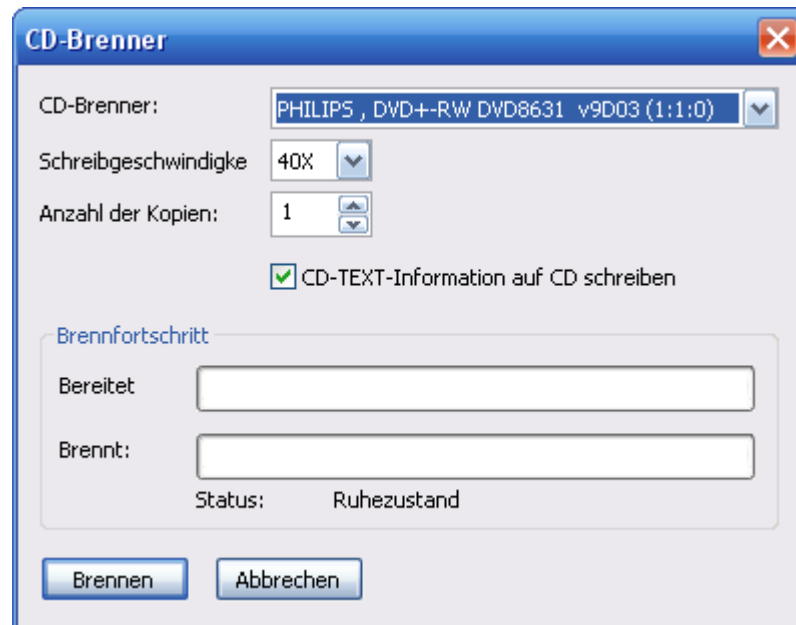 CD-Brenner
CD-Brenner: PHILIPS , DVD+-RW DVD8631 v9D03 (1:1:0)
Schreibgeschwindigke 40X
Anzahl der Kopien: 1
CD-TEXT-Information auf CD schreiben
Brennfortschritt
Bereitet
Brennt:
Status: Ruhezustand
Brennen Abbrechen